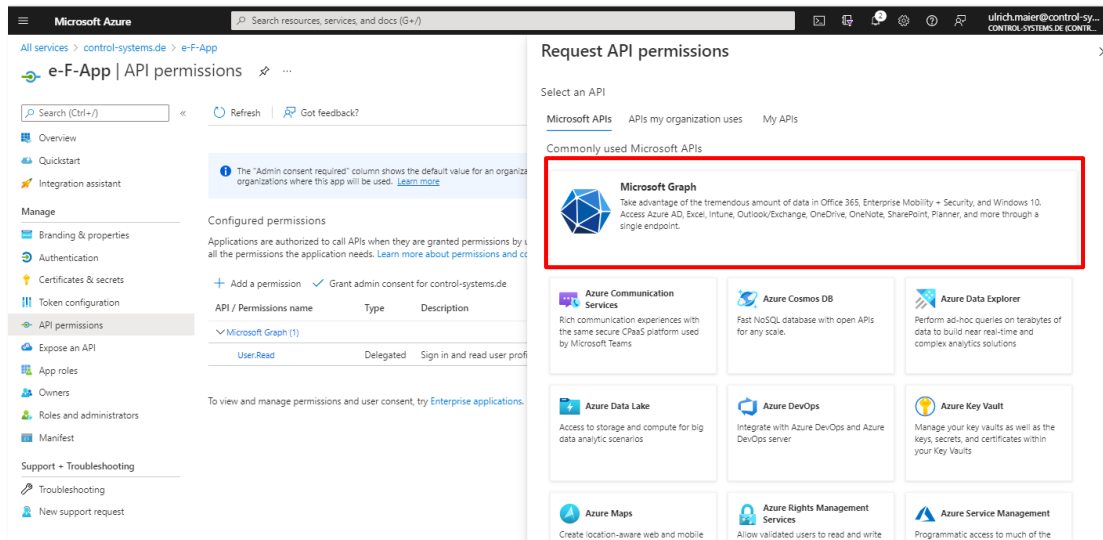 Microsoft Azure
Search resources, services, and docs (G+/)
2
ulrich.maier@control-sy...
CONTROL-SYSTEMS.DE (CONTR...
All services > control-systems.de > e-F-App
e-F-App | API permissions
Search (Ctrl+/)
Overview
Quickstart
Integration assistant
Manage
Branding & properties
Authentication
Certificates & secrets
Token configuration
API permissions
Expose an API
App roles
Owners
Roles and administrators
Manifest
Support + Troubleshooting
Troubleshooting
New support request
Refresh
Got feedback?
The "Admin consent required" column shows the default value for an organiza
organizations where this app will be used. Learn more
Configured permissions
Applications are authorized to call APIs when they are granted permissions by u
all the permissions the application needs. Learn more about permissions and co
+ Add a permission
Grant admin consent for control-systems.de
API / Permissions name Type Description
Microsoft Graph (1)
User.Read Delegated Sign in and read user profi
To view and manage permissions and user consent, try Enterprise applications.
Request API permissions
Select an API
Microsoft APIs APIs my organization uses My APIs
Commonly used Microsoft APIs
Microsoft Graph
Take advantage of the tremendous amount of data in Office 365, Enterprise Mobility + Security, and Windows 10.
Access Azure AD, Excel, Intune, Outlook/Exchange, OneDrive, OneNote, SharePoint, Planner, and more through a
single endpoint.
Azure Communication
Services
Rich communication experiences with
the same secure CPaaS platform used
by Microsoft Teams
Azure Cosmos DB
Fast NoSQL database with open APIs
for any scale.
Azure Data Explorer
Perform ad-hoc queries on terabytes of
data to build near real-time and
complex analytics solutions
Azure Data Lake
Access to storage and compute for big
data analytic scenarios
Azure DevOps
Integrate with Azure DevOps and Azure
DevOps server
Azure Key Vault
Manage your key vaults as well as the
keys, secrets, and certificates within
your Key Vaults
Azure Maps
Create location-aware web and mobile
Azure Rights Management
Services
Allow validated users to read and write
Azure Service Management
Programmatic access to much of the